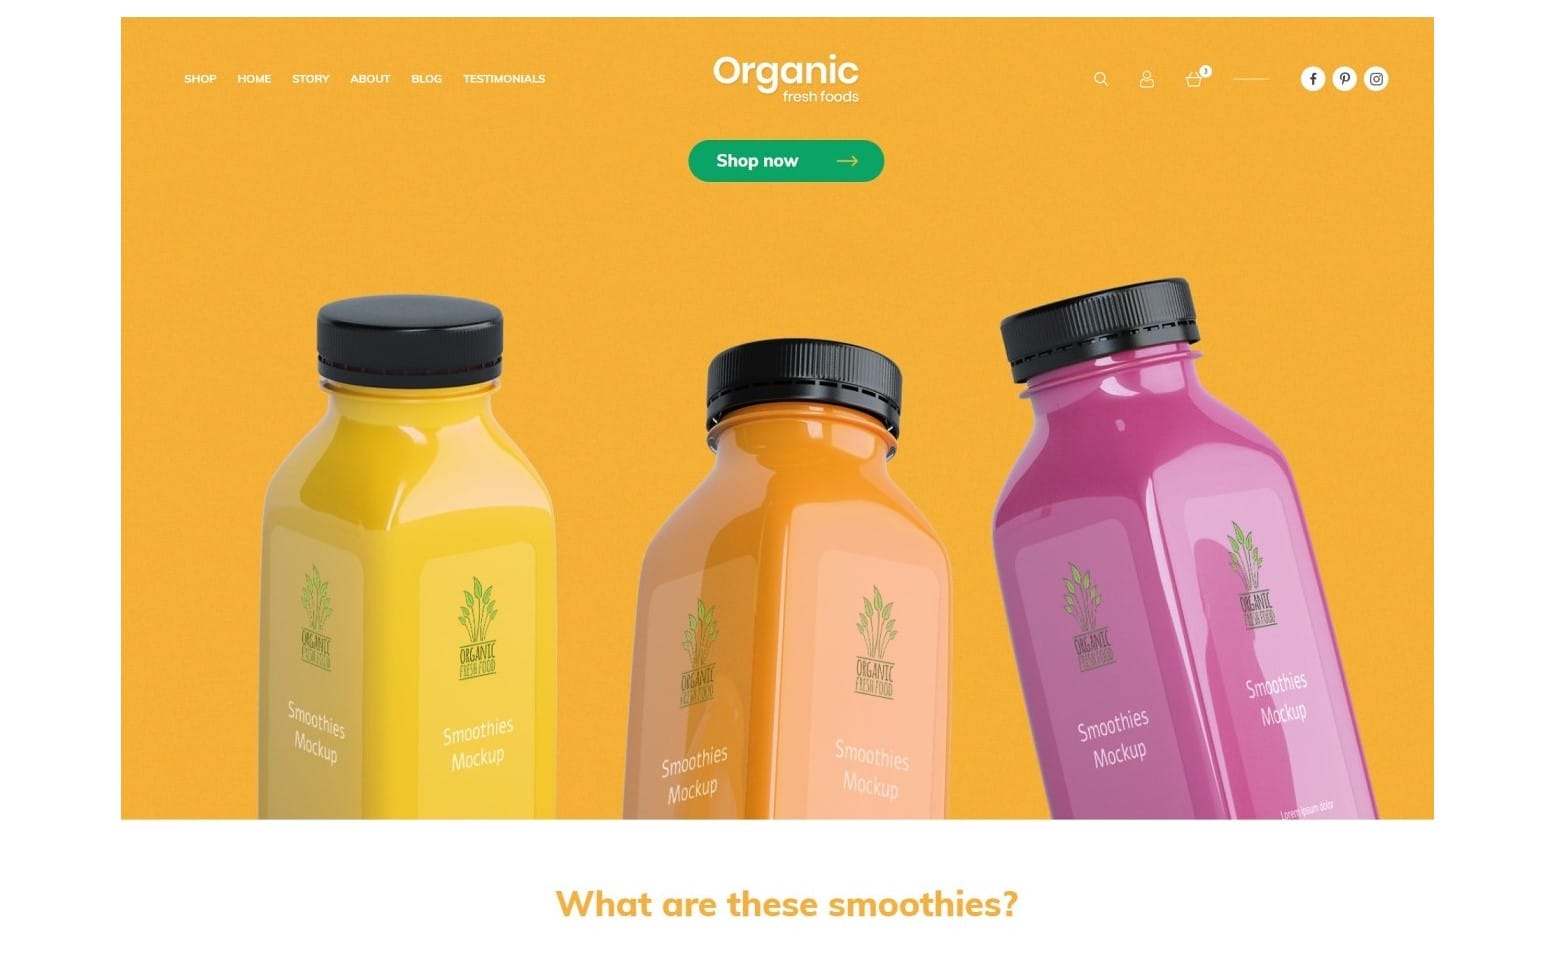 SHOP HOME STORY ABOUT BLOG TESTIMONIALS
Organic
fresh foods
3
Shop now
ORGANIC
FRESH FOOD
Smoothies
Mockup
ORGANIC
FRESH FOOD
Smoothies
Mockup
ORGANIC
FRESH FOOD
Smoothies
Mockup
ORGANIC
FRESH FOOD
Smoothies
Mockup
ORGANIC
FRESH FOOD
Smoothies
Mockup
ORGANIC
FRESH FOOD
Smoothies
Mockup
Lorem ipsum dolor
What are these smoothies?